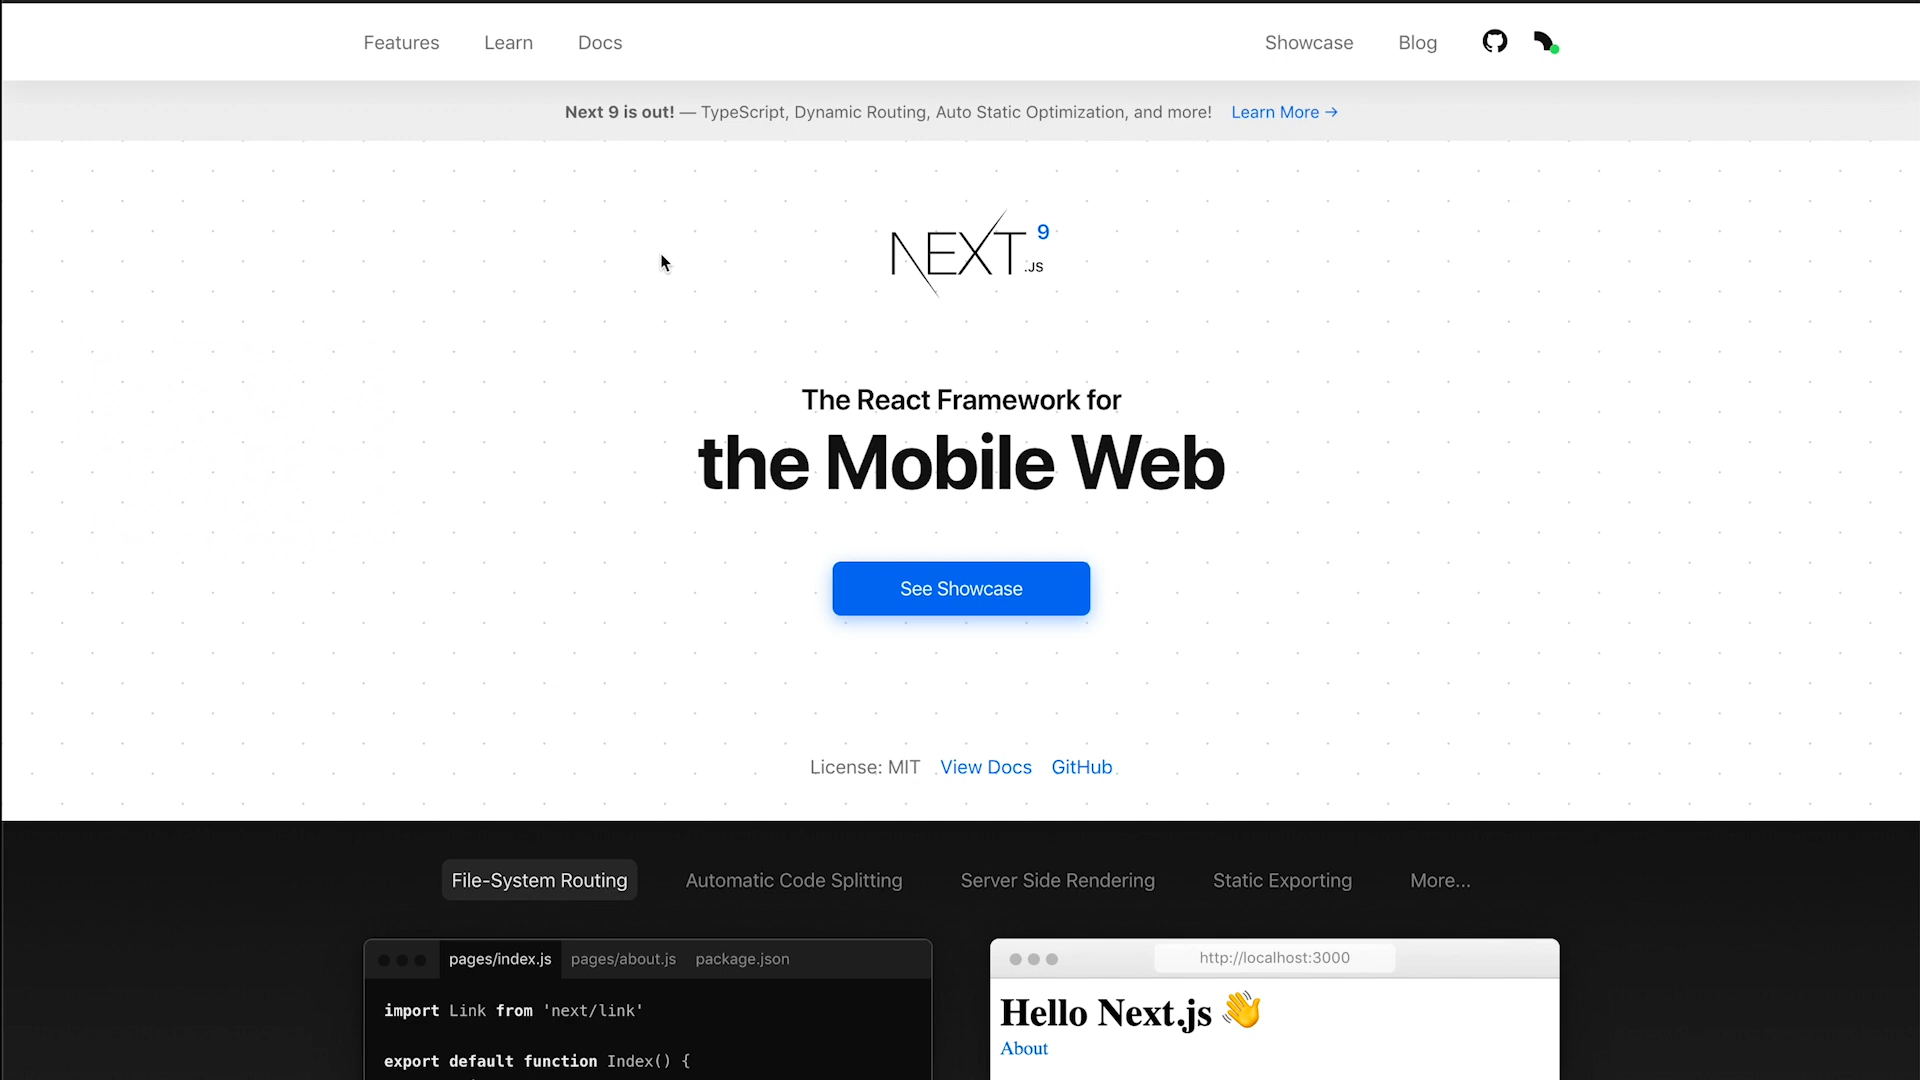 Features Learn Docs Showcase Blog
Next 9 is out! — TypeScript, Dynamic Routing, Auto Static Optimization, and more! Learn More →
NEXT.JS 9
The React Framework for
the Mobile Web
See Showcase
License: MIT View Docs GitHub
File-System Routing Automatic Code Splitting Server Side Rendering Static Exporting More...
pages/index.js pages/about.js package.json
import Link from 'next/link'
export default function Index() {
http://localhost:3000
Hello Next.js 👋
About